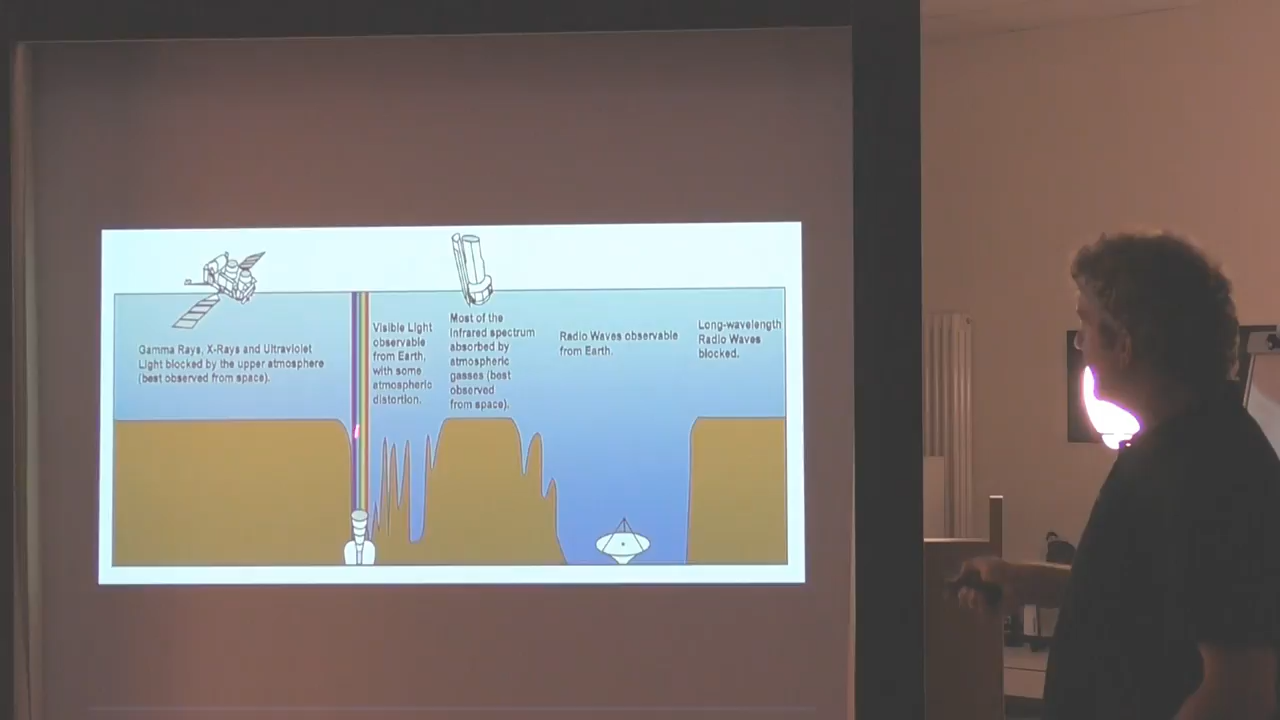 Gamma Rays, X-Rays and Ultraviolet
Light blocked by the upper atmosphere
(best observed from space).
Visible Light
observable
from Earth,
with some
atmospheric
distortion.
Most of the
Infrared spectrum
absorbed by
atmospheric
gasses (best
observed
from space).
Radio Waves observable
from Earth.
Long-wavelength
Radio Waves
blocked.